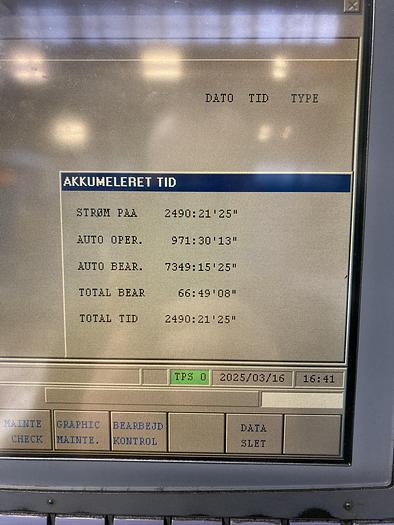 DATO TID TYPE
AKKUMELERET TID
STRØM PAA 2490:21'25"
AUTO OPER. 971:30'13"
AUTO BEAR. 7349:15'25"
TOTAL BEAR 66:49'08"
TOTAL TID 2490:21'25"
TPS 0 2025/03/16 16:41
MAINTE CHECK
GRAPHIC MAINTE.
BEARBEJD KONTROL
DATA SLET